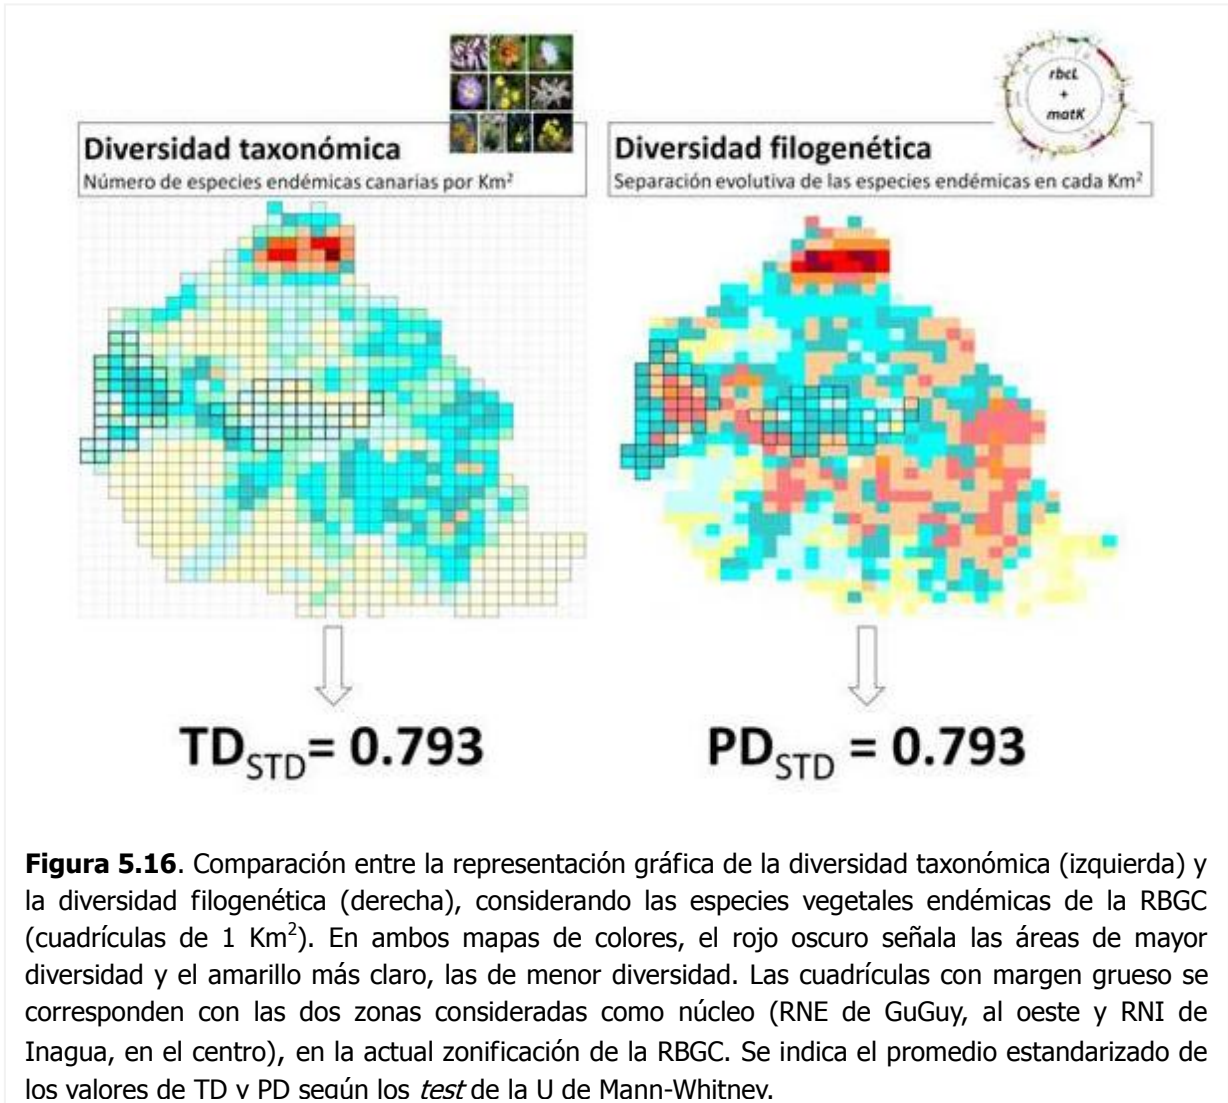 rbcL
+
matK
Diversidad taxonómica
Número de especies endémicas canarias por Km²
Diversidad filogenética
Separación evolutiva de las especies endémicas en cada Km²
TD_STD = 0.793
PD_STD = 0.793
Figura 5.16. Comparación entre la representación gráfica de la diversidad taxonómica (izquierda) y
la diversidad filogenética (derecha), considerando las especies vegetales endémicas de la RBGC
(cuadrículas de 1 Km²). En ambos mapas de colores, el rojo oscuro señala las áreas de mayor
diversidad y el amarillo más claro, las de menor diversidad. Las cuadrículas con margen grueso se
corresponden con las dos zonas consideradas como núcleo (RNE de GuGuy, al oeste y RNI de
Inagua, en el centro), en la actual zonificación de la RBGC. Se indica el promedio estandarizado de
los valores de TD y PD según los test de la U de Mann-Whitney.